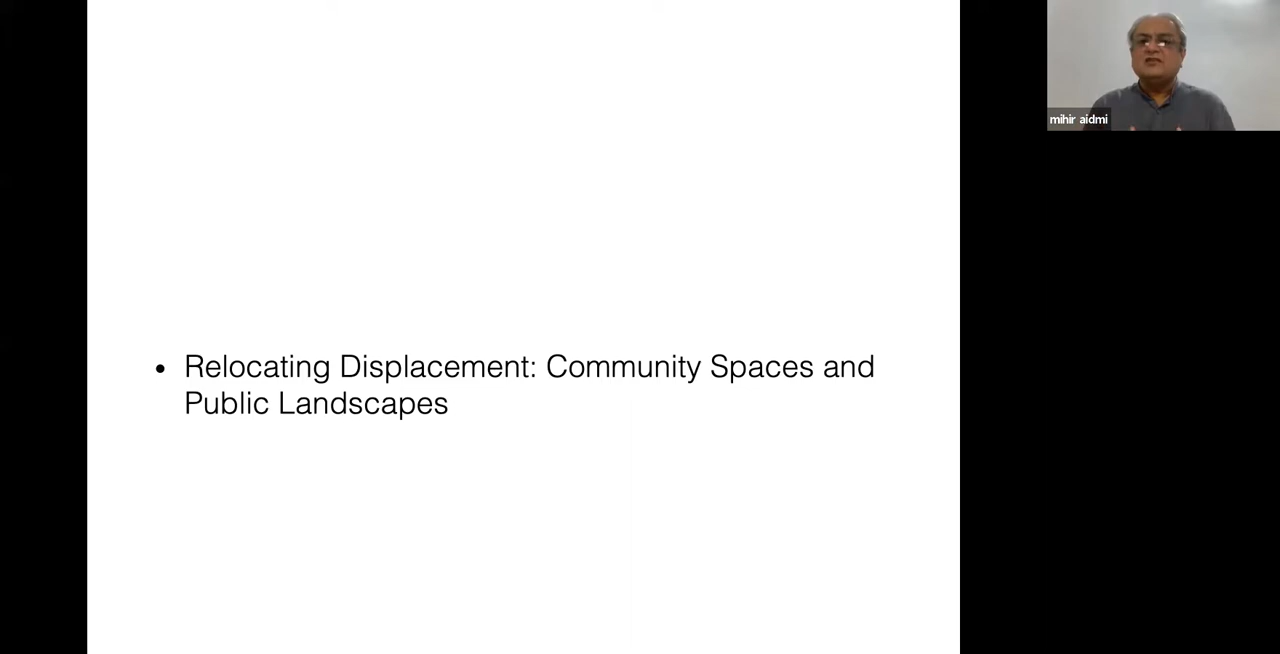 • Relocating Displacement: Community Spaces and
Public Landscapes
mihir aidmi